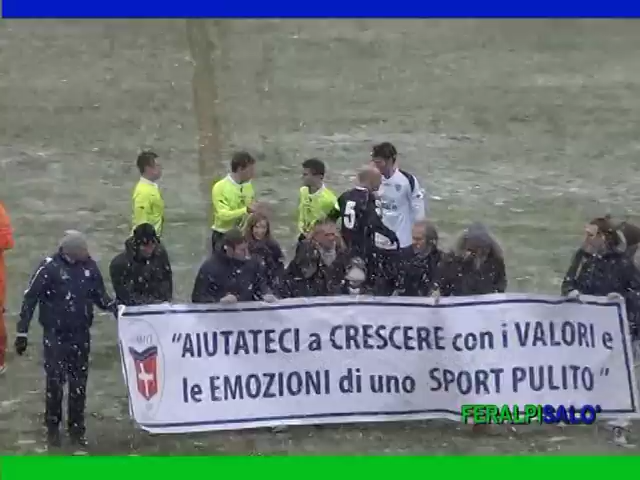 5
"AIUTATECI a CRESCERE con i VALORI e
le EMOZIONI di uno SPORT PULITO"
FERALPISALO'